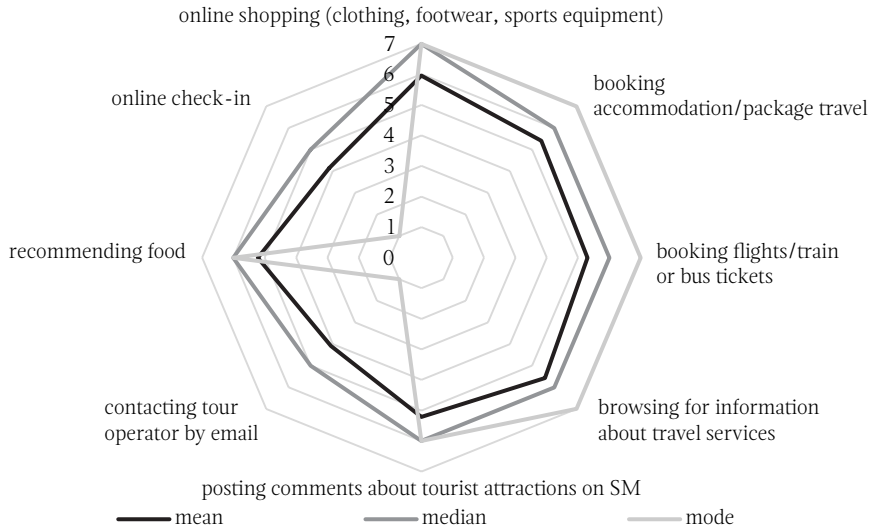 online shopping (clothing, footwear, sports equipment)
7
6
5
4
3
2
1
0
booking
accommodation/package travel
online check-in
recommending food
booking flights/train
or bus tickets
contacting tour
operator by email
browsing for information
about travel services
posting comments about tourist attractions on SM
mean median mode